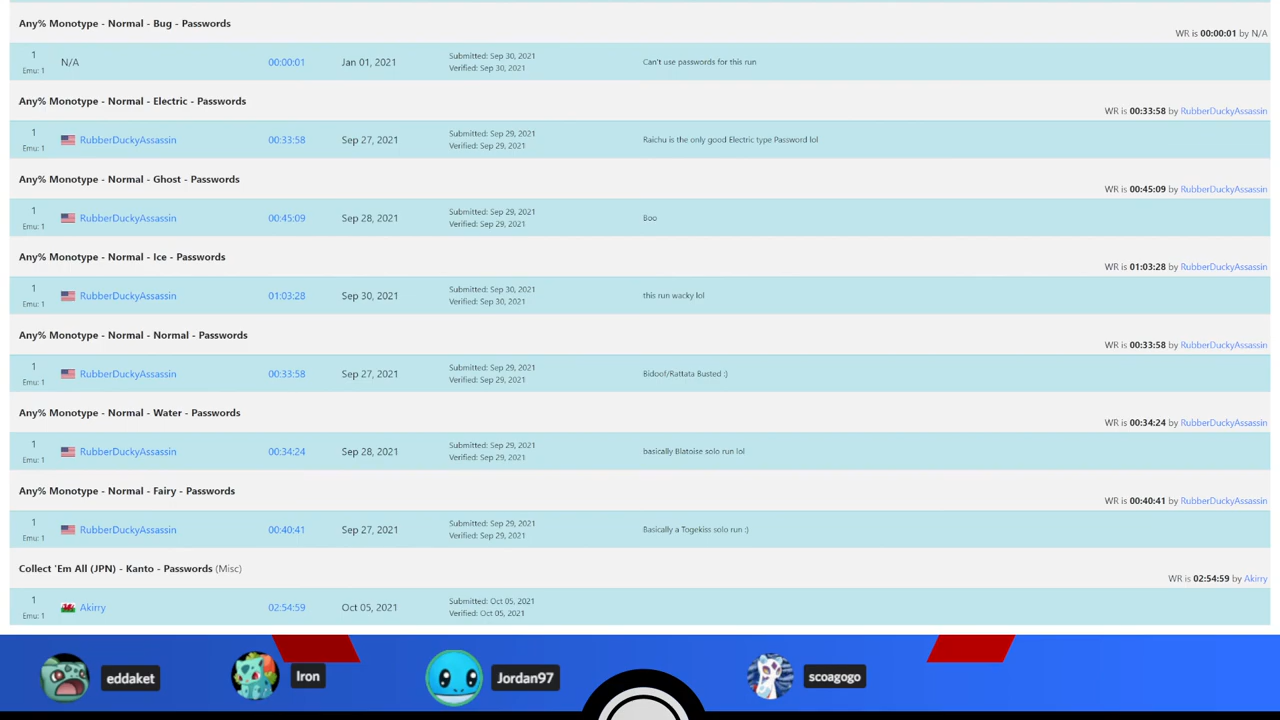 Any% Monotype - Normal - Bug - Passwords
WR is 00:00:01 by N/A
1 N/A 00:00:01 Jan 01, 2021 Submitted: Sep 30, 2021 Can't use passwords for this run
Emu: 1 Verified: Sep 30, 2021
Any% Monotype - Normal - Electric - Passwords
WR is 00:33:58 by RubberDuckyAssassin
1 RubberDuckyAssassin 00:33:58 Sep 27, 2021 Submitted: Sep 29, 2021 Raichu is the only good Electric type Password lol
Emu: 1 Verified: Sep 29, 2021
Any% Monotype - Normal - Ghost - Passwords
WR is 00:45:09 by RubberDuckyAssassin
1 RubberDuckyAssassin 00:45:09 Sep 28, 2021 Submitted: Sep 29, 2021 Boo
Emu: 1 Verified: Sep 29, 2021
Any% Monotype - Normal - Ice - Passwords
WR is 01:03:28 by RubberDuckyAssassin
1 RubberDuckyAssassin 01:03:28 Sep 30, 2021 Submitted: Sep 30, 2021 this run wacky lol
Emu: 1 Verified: Sep 30, 2021
Any% Monotype - Normal - Normal - Passwords
WR is 00:33:58 by RubberDuckyAssassin
1 RubberDuckyAssassin 00:33:58 Sep 27, 2021 Submitted: Sep 29, 2021 Bidoof/Rattata Busted :)
Emu: 1 Verified: Sep 29, 2021
Any% Monotype - Normal - Water - Passwords
WR is 00:34:24 by RubberDuckyAssassin
1 RubberDuckyAssassin 00:34:24 Sep 28, 2021 Submitted: Sep 29, 2021 basically Blatoise solo run lol
Emu: 1 Verified: Sep 29, 2021
Any% Monotype - Normal - Fairy - Passwords
WR is 00:40:41 by RubberDuckyAssassin
1 RubberDuckyAssassin 00:40:41 Sep 27, 2021 Submitted: Sep 29, 2021 Basically a Togekiss solo run :)
Emu: 1 Verified: Sep 29, 2021
Collect 'Em All (JPN) - Kanto - Passwords (Misc)
WR is 02:54:59 by Akirry
1 Akirry 02:54:59 Oct 05, 2021 Submitted: Oct 05, 2021
Emu: 1 Verified: Oct 05, 2021
eddaket Iron Jordan97 scoagogo